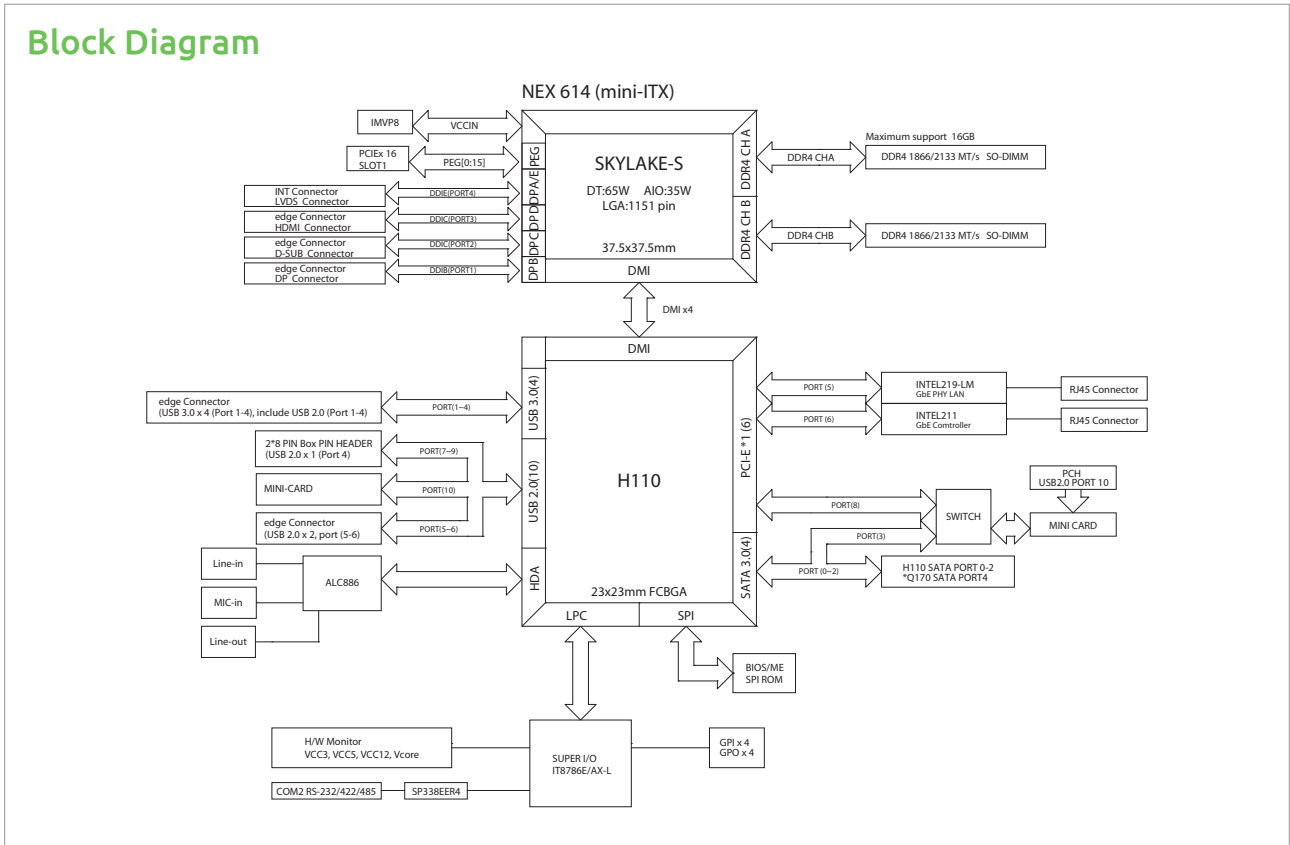 Block Diagram
NEX 614 (mini-ITX)
IMVP8
VCCIN
PCIEx 16
SLOT1
PEG[0:15]
PEG
INT Connector
LVDS Connector
DDIE(PORT4)
DDPA/E
edge Connector
HDMI Connector
DDIC(PORT3)
DPD
edge Connector
D-SUB Connector
DDIC(PORT2)
DPC
edge Connector
DP Connector
DDIB(PORT1)
DPB
SKYLAKE-S
DT:65W AIO:35W
LGA:1151 pin
37.5x37.5mm
DMI
DDR4 CH A
DDR4 CH B
Maximum support 16GB
DDR4 CHA
DDR4 1866/2133 MT/s SO-DIMM
DDR4 CHB
DDR4 1866/2133 MT/s SO-DIMM
DMI x4
DMI
edge Connector
(USB 3.0 x 4 (Port 1-4), include USB 2.0 (Port 1-4)
PORT(1~4)
USB 3.0(4)
2*8 PIN Box PIN HEADER
(USB 2.0 x 1 (Port 4)
PORT(7~9)
MINI-CARD
PORT(10)
edge Connector
(USB 2.0 x 2, port (5-6)
PORT(5~6)
USB 2.0(10)
Line-in
MIC-in
Line-out
ALC886
HDA
H110
23x23mm FCBGA
LPC
SPI
PCI-E *1 (6)
SATA 3.0(4)
PORT (5)
INTEL219-LM
GbE PHY LAN
RJ45 Connector
PORT (6)
INTEL211
GbE Comtroller
RJ45 Connector
PCH
USB2.0 PORT 10
PORT(8)
SWITCH
MINI CARD
PORT(3)
PORT (0~2)
H110 SATA PORT 0-2
*Q170 SATA PORT4
BIOS/ME
SPI ROM
H/W Monitor
VCC3, VCC5, VCC12, Vcore
SUPER I/O
IT8786E/AX-L
GPI x 4
GPO x 4
COM2 RS-232/422/485
SP338EER4